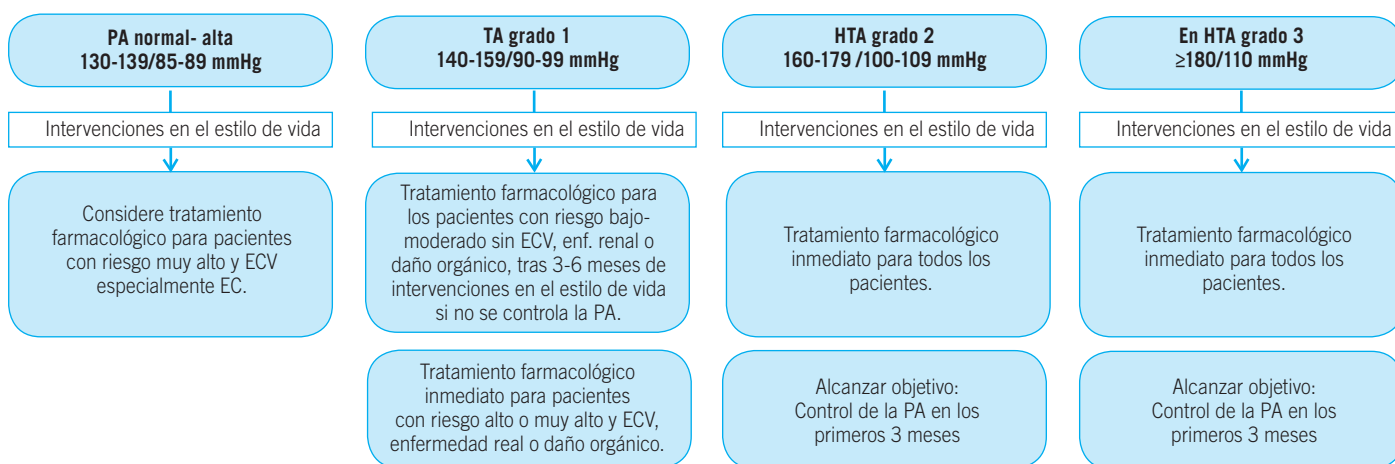 PA normal- alta
130-139/85-89 mmHg
Intervenciones en el estilo de vida
Considere tratamiento
farmacológico para pacientes
con riesgo muy alto y ECV
especialmente EC.
TA grado 1
140-159/90-99 mmHg
Intervenciones en el estilo de vida
Tratamiento farmacológico para
los pacientes con riesgo bajo-
moderado sin ECV, enf. renal o
daño orgánico, tras 3-6 meses de
intervenciones en el estilo de vida
si no se controla la PA.
Tratamiento farmacológico
inmediato para pacientes
con riesgo alto o muy alto y ECV,
enfermedad real o daño orgánico.
HTA grado 2
160-179 /100-109 mmHg
Intervenciones en el estilo de vida
Tratamiento farmacológico
inmediato para todos los
pacientes.
Alcanzar objetivo:
Control de la PA en los
primeros 3 meses
En HTA grado 3
≥180/110 mmHg
Intervenciones en el estilo de vida
Tratamiento farmacológico
inmediato para todos los
pacientes.
Alcanzar objetivo:
Control de la PA en los
primeros 3 meses